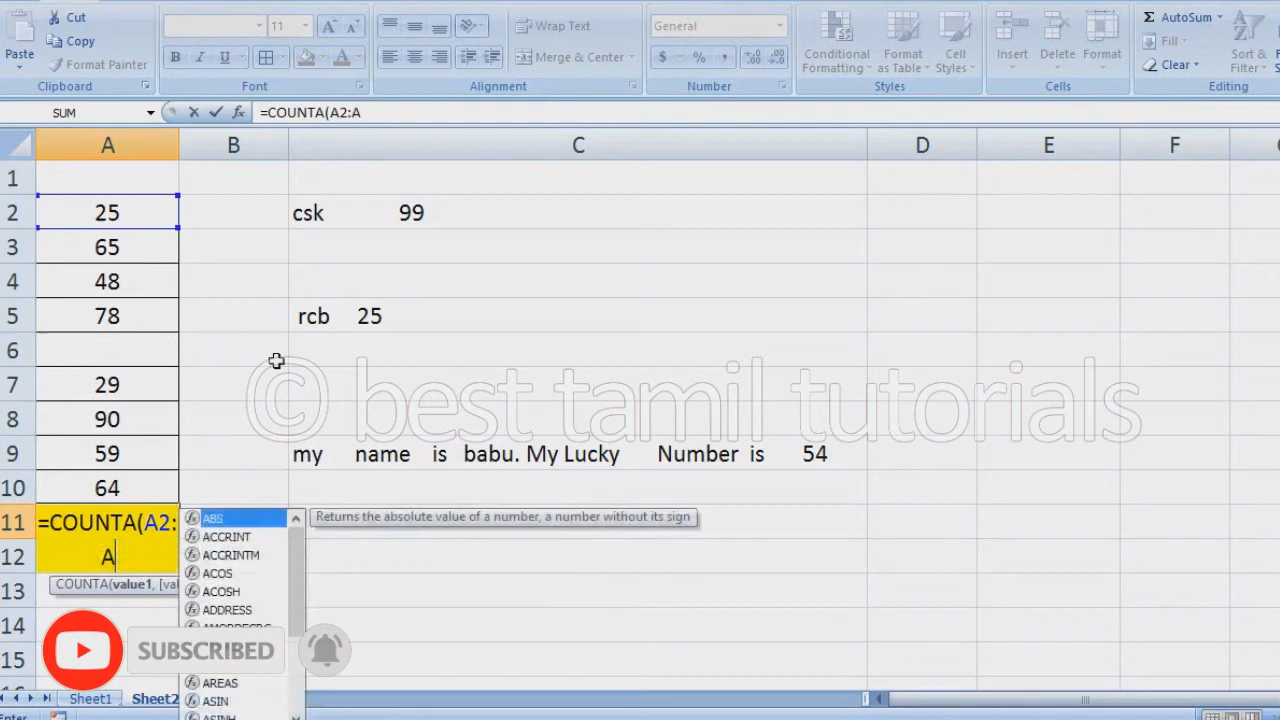 Cut
Copy
Format Painter
Paste
Clipboard
11
B I U
Font
Wrap Text
Merge & Center
Alignment
General
$ % ,
Number
Conditional Formatting
Format as Table
Cell Styles
Styles
Insert
Delete
Format
Cells
Σ AutoSum
Fill
Clear
Sort & Filter
Editing
SUM
fx
=COUNTA(A2:A
A B C D E F
1
2 25 csk 99
3 65
4 48
5 78 rcb 25
6
7 29
8 90
9 59 my name is babu. My Lucky Number is 54
10 64
11 =COUNTA(A2:
12 A
13
14
15
© best tamil tutorials
COUNTA(value1, [val
ABS
Returns the absolute value of a number, a number without its sign
ACCRINT
ACCRINTM
ACOS
ACOSH
ADDRESS
AREAS
ASIN
ASINH
SUBSCRIBED
Sheet1
Sheet2
Enter